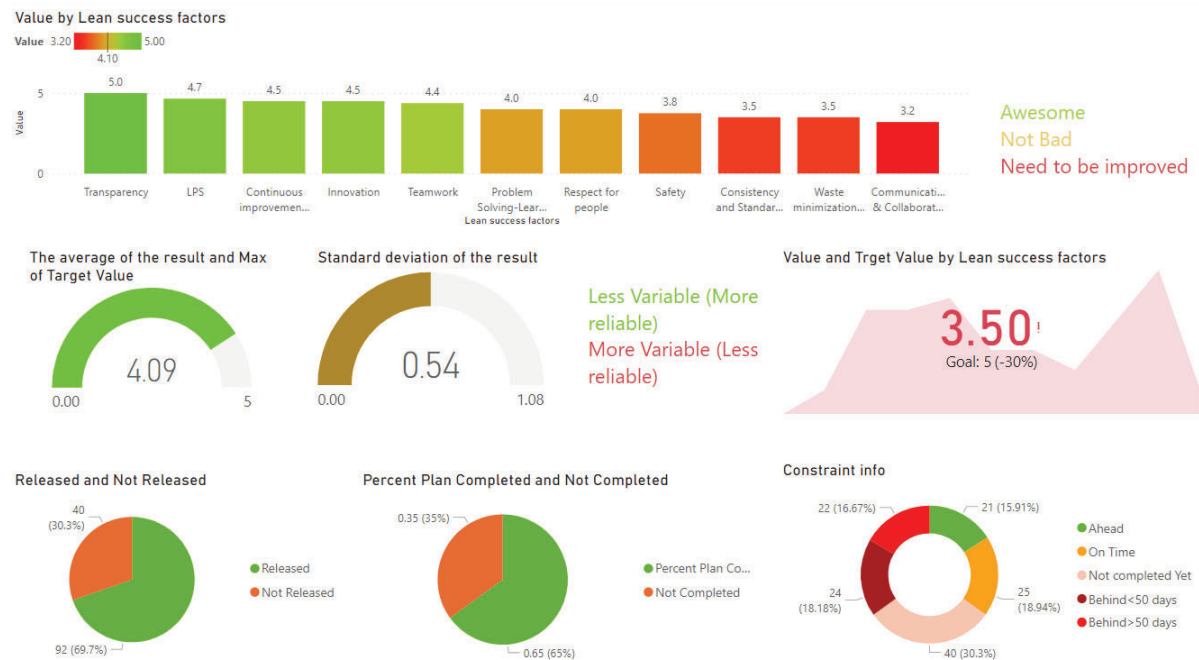 Value by Lean success factors
Value 3.20 5.00
4.10
5.0 4.7 4.5 4.5 4.4 4.0 4.0 3.8 3.5 3.5 3.2
5
Value
0
Transparency
LPS
Continuous
improvemen...
Innovation
Teamwork
Problem
Solving-Lear...
Respect for
people
Safety
Consistency
and Standar...
Waste
minimization...
Communicati...
& Collaborat...
Lean success factors
Awesome
Not Bad
Need to be improved
The average of the result and Max
of Target Value
4.09
0.00 5
Standard deviation of the result
0.54
0.00 1.08
Less Variable (More
reliable)
More Variable (Less
reliable)
Value and Trget Value by Lean success factors
3.50!
Goal: 5 (-30%)
Released and Not Released
40
(30.3%)
92 (69.7%)
Released
Not Released
Percent Plan Completed and Not Completed
0.35 (35%)
0.65 (65%)
Percent Plan Co...
Not Completed
Constraint info
22 (16.67%)
21 (15.91%)
24
(18.18%)
25
(18.94%)
40 (30.3%)
Ahead
On Time
Not completed Yet
Behind<50 days
Behind>50 days